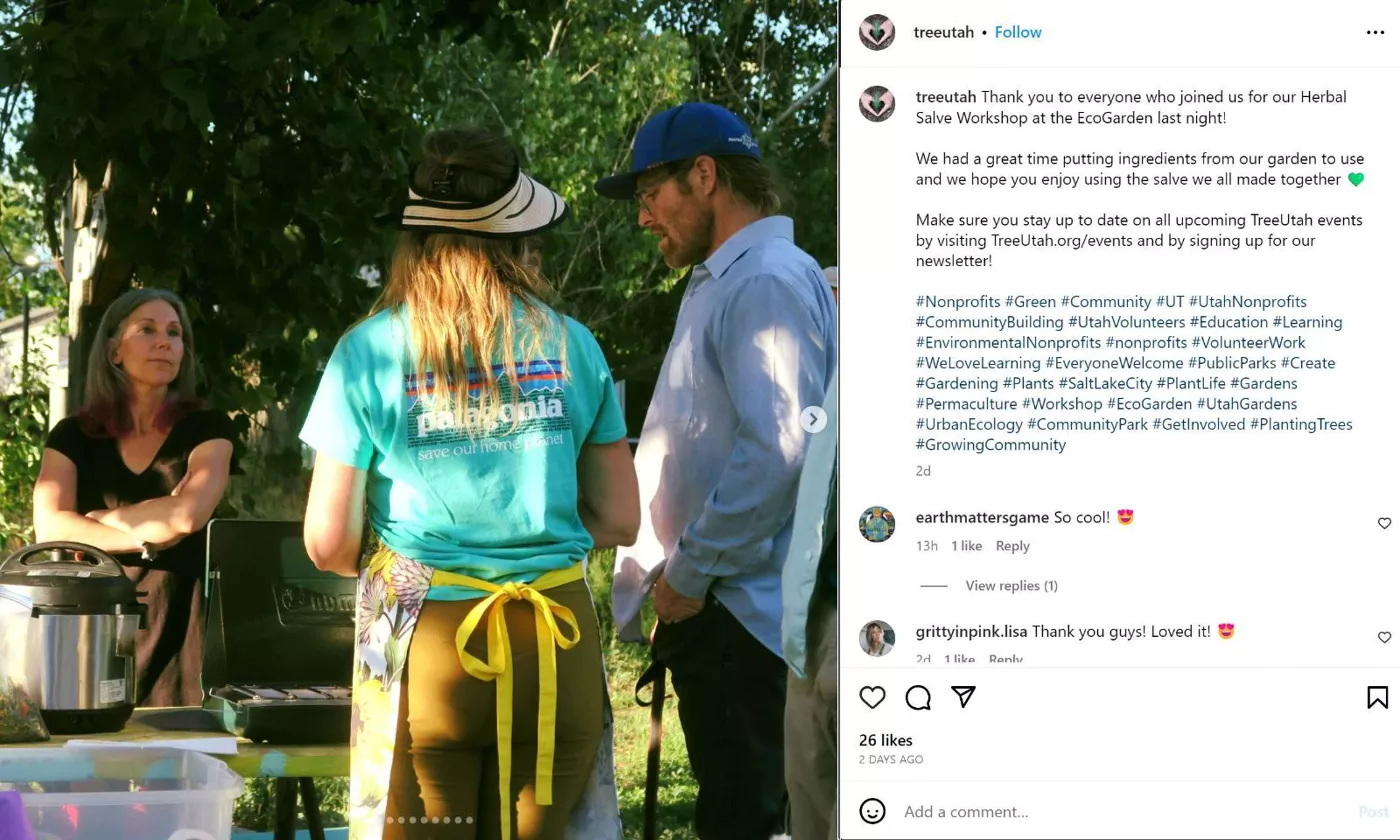 patagonia
save our home planet
treeutah • Follow
treeutah Thank you to everyone who joined us for our Herbal
Salve Workshop at the EcoGarden last night!
We had a great time putting ingredients from our garden to use
and we hope you enjoy using the salve we all made together 💚
Make sure you stay up to date on all upcoming TreeUtah events
by visiting TreeUtah.org/events and by signing up for our
newsletter!
#Nonprofits #Green #Community #UT #UtahNonprofits
#CommunityBuilding #UtahVolunteers #Education #Learning
#EnvironmentalNonprofits #nonprofits #VolunteerWork
#WeLoveLearning #EveryoneWelcome #PublicParks #Create
#Gardening #Plants #SaltLakeCity #PlantLife #Gardens
#Permaculture #Workshop #EcoGarden #UtahGardens
#UrbanEcology #CommunityPark #GetInvolved #PlantingTrees
#GrowingCommunity
2d
earthmattersgame So cool! 😍
13h 1 like Reply
View replies (1)
grittyinpink.lisa Thank you guys! Loved it! 😍
2d 1 like Reply
26 likes
2 DAYS AGO
Add a comment... Post